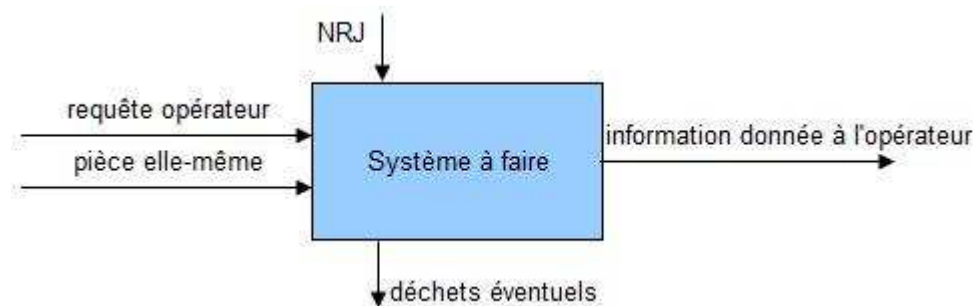 NRJ
requête opérateur
pièce elle-même
Système à faire
information donnée à l'opérateur
déchets éventuels